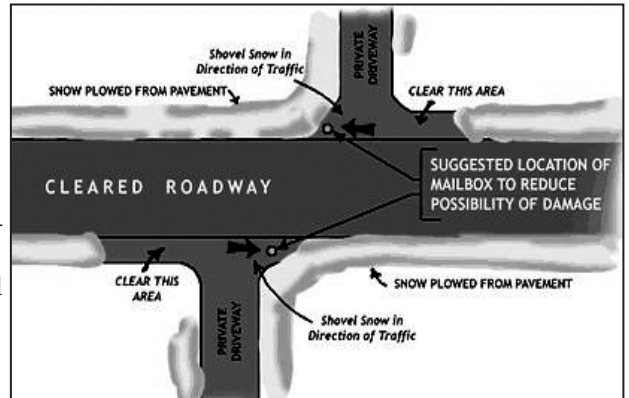 Shovel Snow in
Direction of Traffic
PRIVATE
DRIVEWAY
SNOW PLOWED FROM PAVEMENT
CLEAR THIS AREA
CLEARED ROADWAY
SUGGESTED LOCATION OF
MAILBOX TO REDUCE
POSSIBILITY OF DAMAGE
CLEAR THIS
AREA
SNOW PLOWED FROM PAVEMENT
Shovel Snow in
Direction of Traffic
PRIVATE
DRIVEWAY